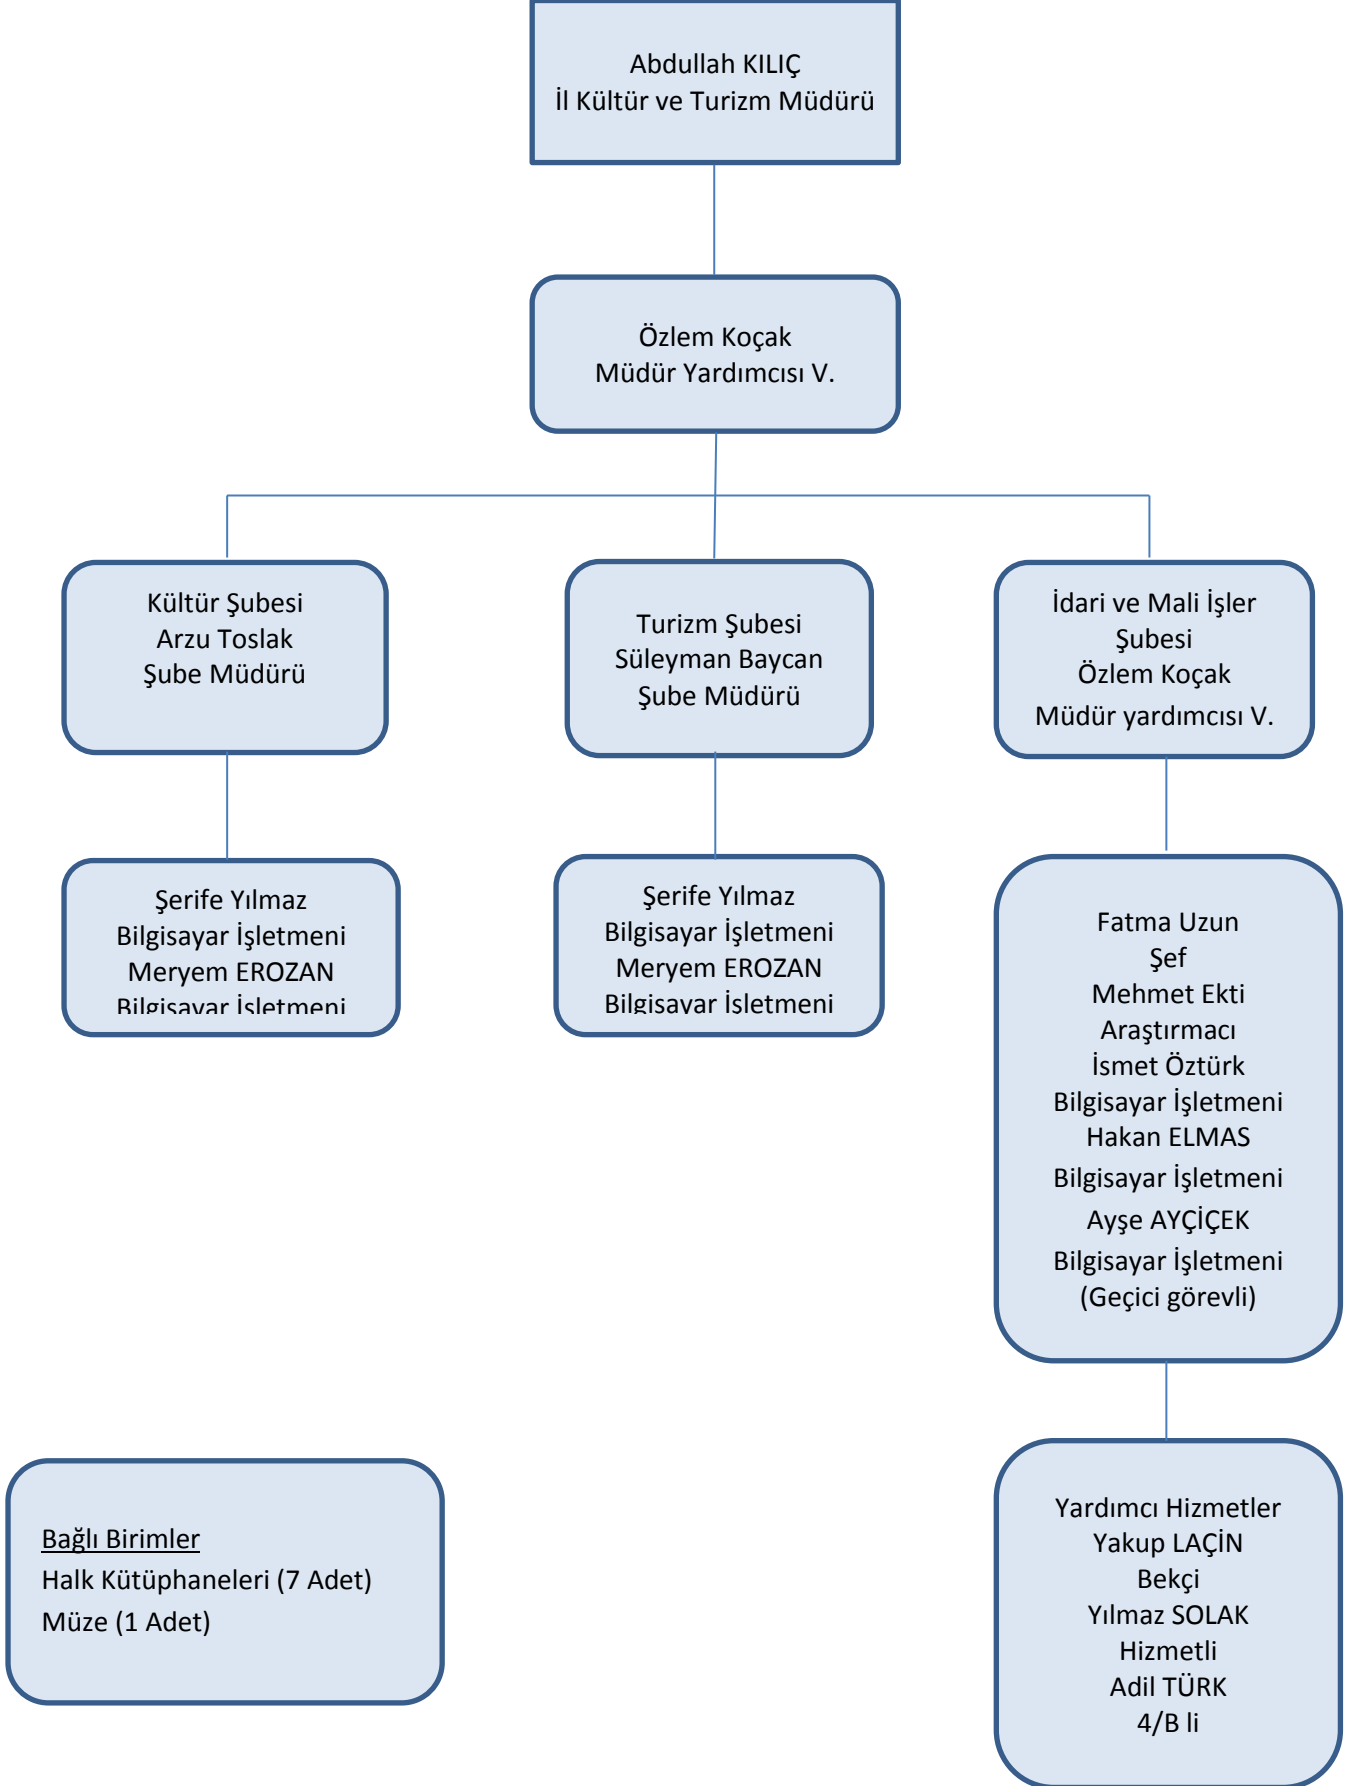 Abdullah KILIÇ
İl Kültür ve Turizm Müdürü
Özlem Koçak
Müdür Yardımcısı V.
Kültür Şubesi
Arzu Toslak
Şube Müdürü
Turizm Şubesi
Süleyman Baycan
Şube Müdürü
İdari ve Mali İşler
Şubesi
Özlem Koçak
Müdür yardımcısı V.
Şerife Yılmaz
Bilgisayar İşletmeni
Meryem EROZAN
Bilgisayar İşletmeni
Şerife Yılmaz
Bilgisayar İşletmeni
Meryem EROZAN
Bilgisayar İşletmeni
Fatma Uzun
Şef
Mehmet Ekti
Araştırmacı
İsmet Öztürk
Bilgisayar İşletmeni
Hakan ELMAS
Bilgisayar İşletmeni
Ayşe AYÇİÇEK
Bilgisayar İşletmeni
(Geçici görevli)
Bağlı Birimler
Halk Kütüphaneleri (7 Adet)
Müze (1 Adet)
Yardımcı Hizmetler
Yakup LAÇİN
Bekçi
Yılmaz SOLAK
Hizmetli
Adil TÜRK
4/B li